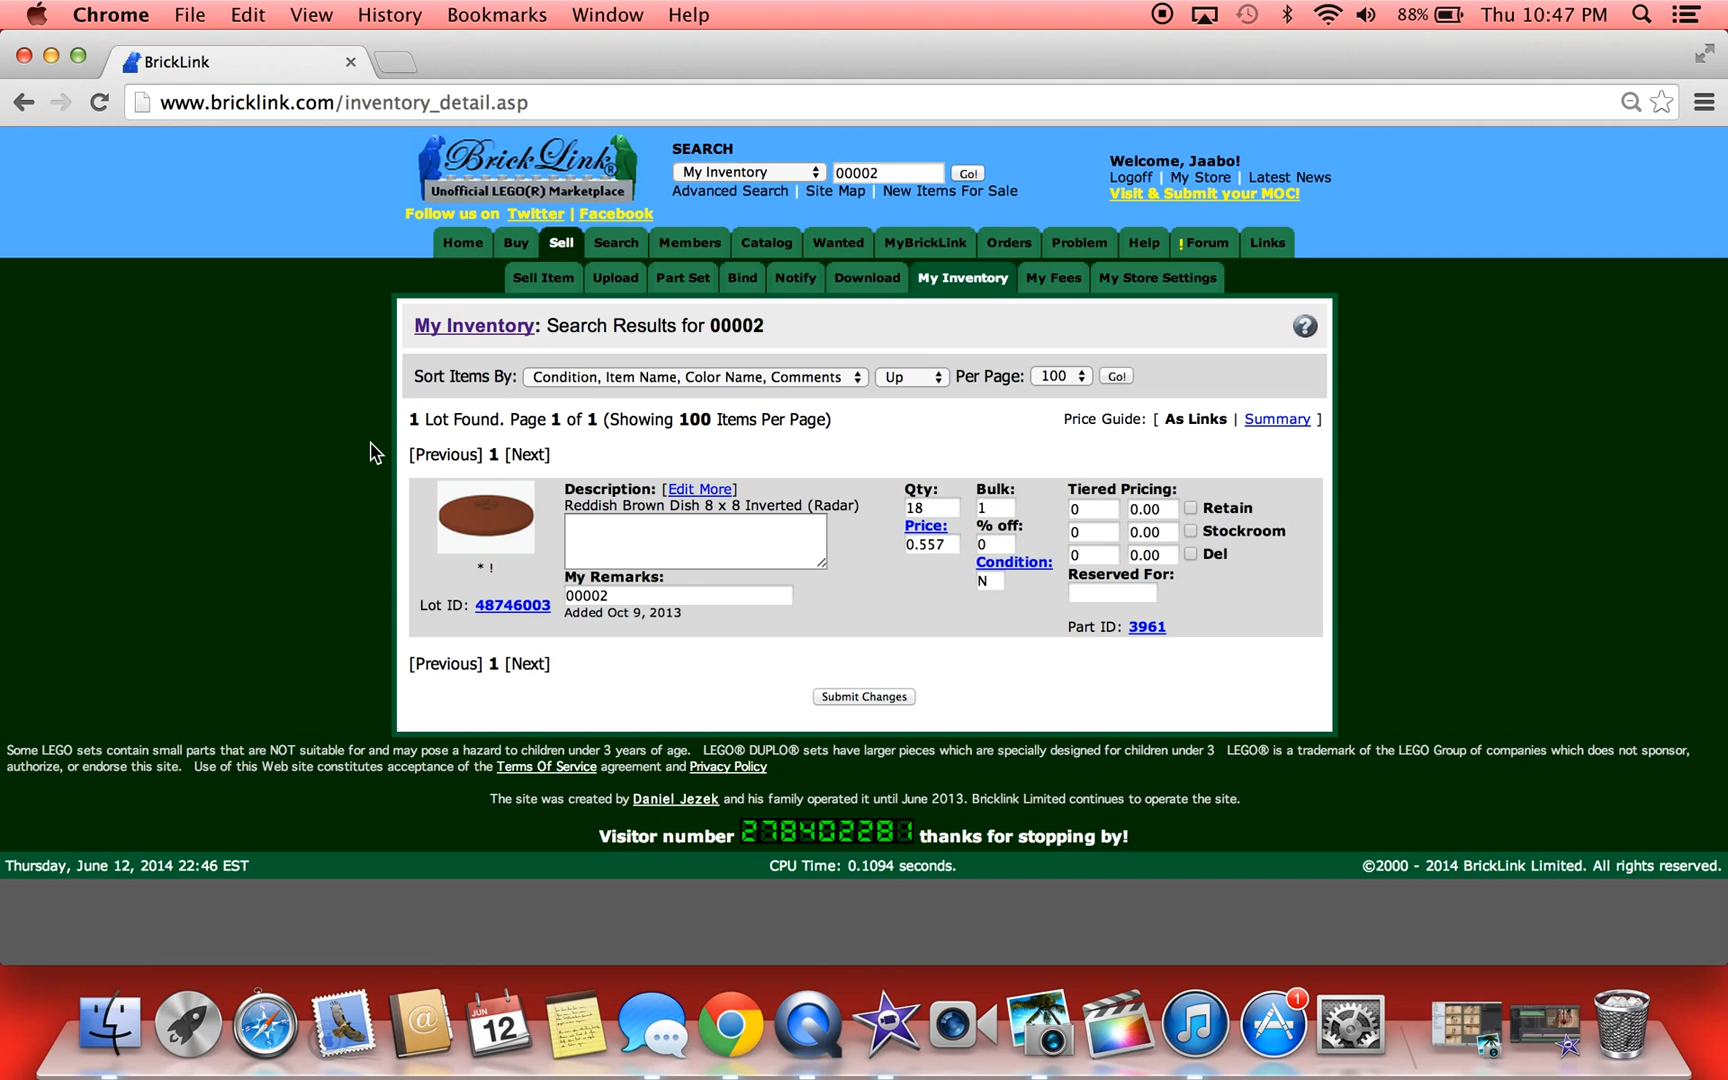 Chrome File Edit View History Bookmarks Window Help 88% Thu 10:47 PM
BrickLink
www.bricklink.com/inventory_detail.asp
BrickLink®
Unofficial LEGO(R) Marketplace
Follow us on Twitter | Facebook
SEARCH
My Inventory 00002 Go!
Advanced Search | Site Map | New Items For Sale
Welcome, Jaabo!
Logoff | My Store | Latest News
Visit & Submit your MOC!
Home Buy Sell Search Members Catalog Wanted MyBrickLink Orders Problem Help !Forum Links
Sell Item Upload Part Set Bind Notify Download My Inventory My Fees My Store Settings
My Inventory: Search Results for 00002 ?
Sort Items By: Condition, Item Name, Color Name, Comments Up Per Page: 100 Go!
1 Lot Found. Page 1 of 1 (Showing 100 Items Per Page) Price Guide: [ As Links | Summary ]
[Previous] 1 [Next]
* !
Lot ID: 48746003
Description: [Edit More]
Reddish Brown Dish 8 x 8 Inverted (Radar)
My Remarks:
00002
Added Oct 9, 2013
Qty:
18
Price:
0.557
Bulk:
1
% off:
0
Condition:
N
Tiered Pricing:
0 0.00 Retain
0 0.00 Stockroom
0 0.00 Del
Reserved For:
Part ID: 3961
[Previous] 1 [Next]
Submit Changes
Some LEGO sets contain small parts that are NOT suitable for and may pose a hazard to children under 3 years of age. LEGO® DUPLO® sets have larger pieces which are specially designed for children under 3 LEGO® is a trademark of the LEGO Group of companies which does not sponsor,
authorize, or endorse this site. Use of this Web site constitutes acceptance of the Terms Of Service agreement and Privacy Policy
The site was created by Daniel Jezek and his family operated it until June 2013. Bricklink Limited continues to operate the site.
Visitor number 278402281 thanks for stopping by!
Thursday, June 12, 2014 22:46 EST CPU Time: 0.1094 seconds. ©2000 - 2014 BrickLink Limited. All rights reserved.
JUN
12
1